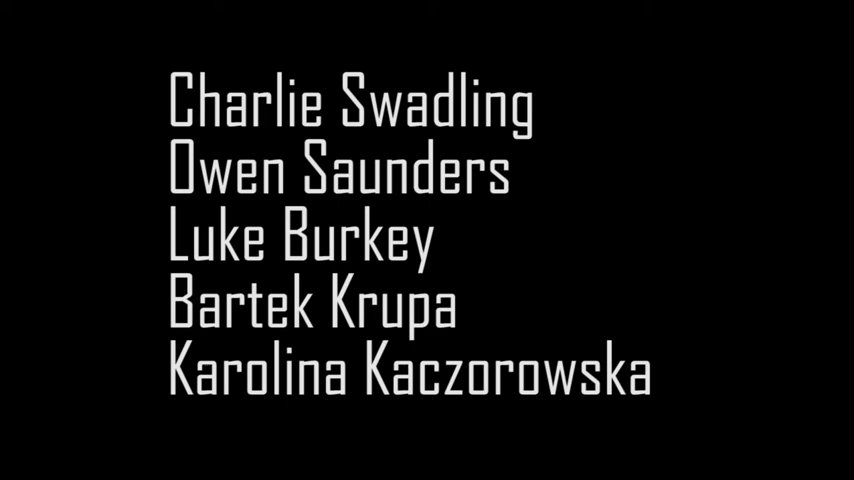 Charlie Swadling
Owen Saunders
Luke Burkey
Bartek Krupa
Karolina Kaczorowska